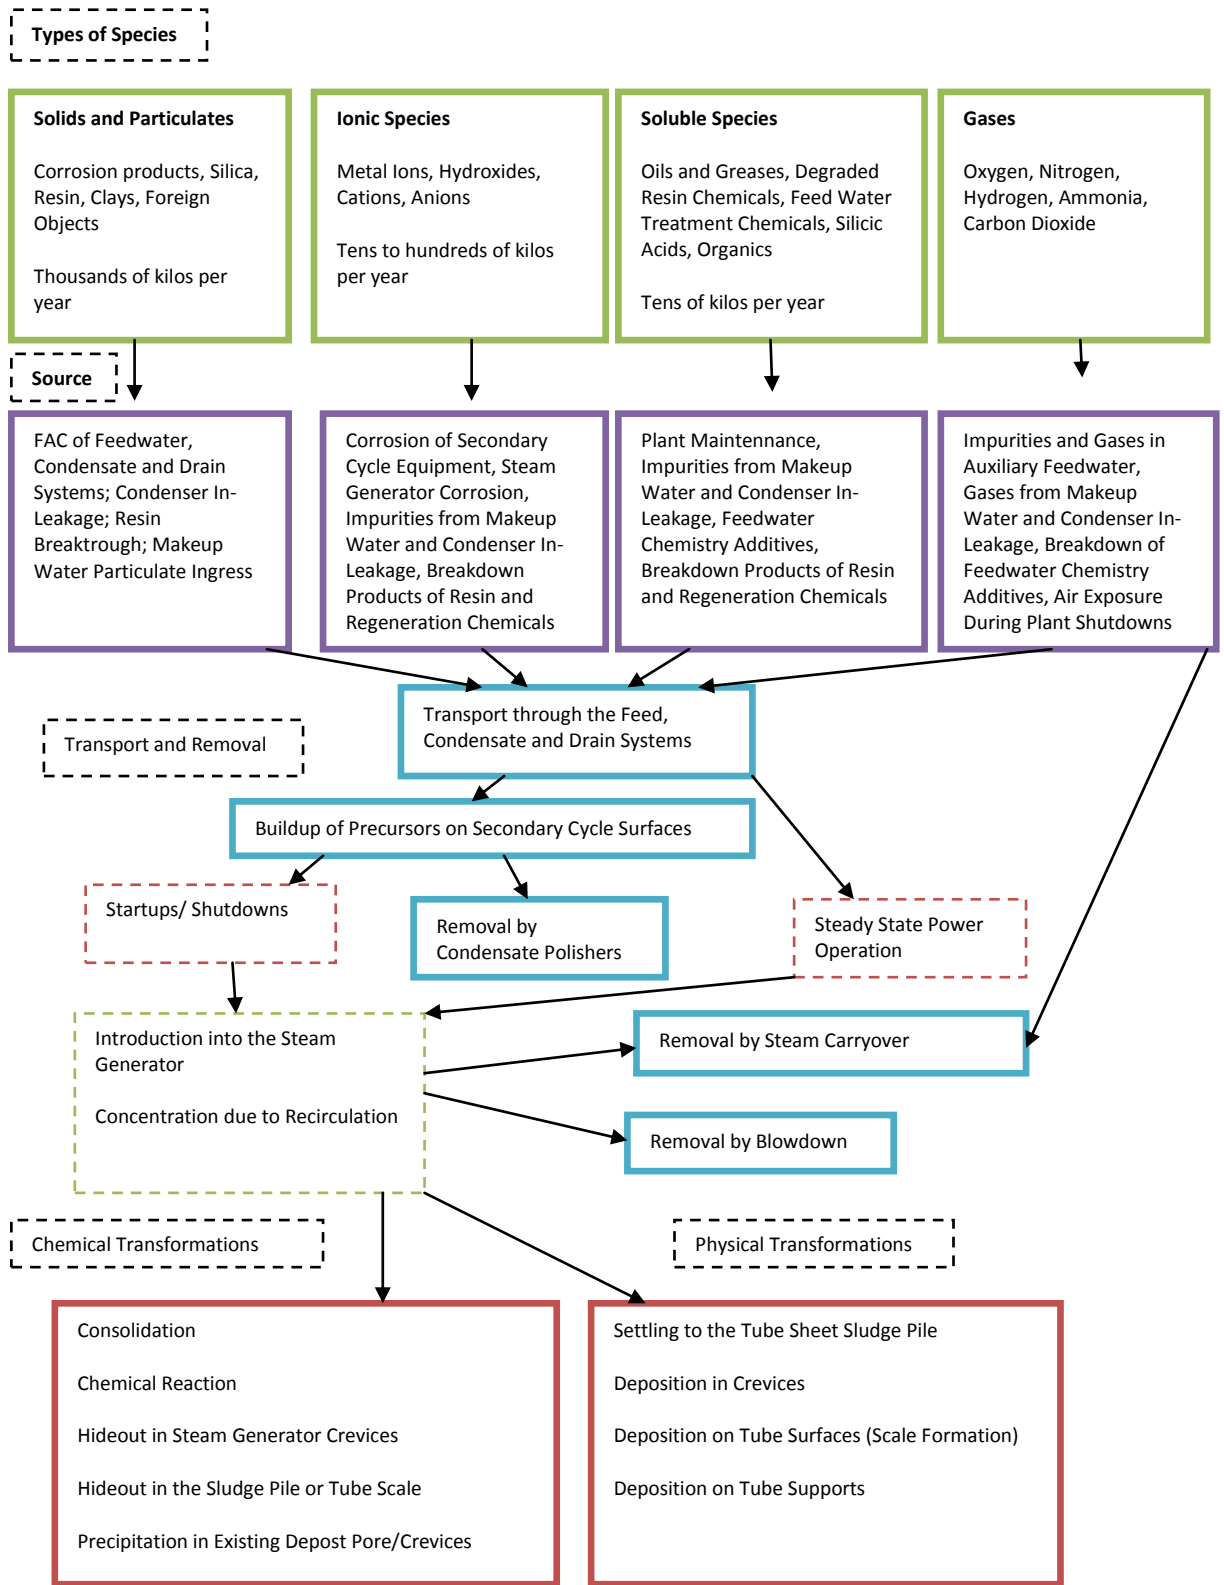 Types of Species
Solids and Particulates
Corrosion products, Silica,
Resin, Clays, Foreign
Objects
Thousands of kilos per
year
Ionic Species
Metal Ions, Hydroxides,
Cations, Anions
Tens to hundreds of kilos
per year
Soluble Species
Oils and Greases, Degraded
Resin Chemicals, Feed Water
Treatment Chemicals, Silicic
Acids, Organics
Tens of kilos per year
Gases
Oxygen, Nitrogen,
Hydrogen, Ammonia,
Carbon Dioxide
Source
FAC of Feedwater,
Condensate and Drain
Systems; Condenser In-
Leakage; Resin
Breaktrough; Makeup
Water Particulate Ingress
Corrosion of Secondary
Cycle Equipment, Steam
Generator Corrosion,
Impurities from Makeup
Water and Condenser In-
Leakage, Breakdown
Products of Resin and
Regeneration Chemicals
Plant Maintennance,
Impurities from Makeup
Water and Condenser In-
Leakage, Feedwater
Chemistry Additives,
Breakdown Products of Resin
and Regeneration Chemicals
Impurities and Gases in
Auxiliary Feedwater,
Gases from Makeup
Water and Condenser In-
Leakage, Breakdown of
Feedwater Chemistry
Additives, Air Exposure
During Plant Shutdowns
Transport through the Feed,
Condensate and Drain Systems
Transport and Removal
Buildup of Precursors on Secondary Cycle Surfaces
Startups/ Shutdowns
Removal by
Condensate Polishers
Steady State Power
Operation
Introduction into the Steam
Generator
Concentration due to Recirculation
Removal by Steam Carryover
Removal by Blowdown
Chemical Transformations
Physical Transformations
Consolidation
Chemical Reaction
Hideout in Steam Generator Crevices
Hideout in the Sludge Pile or Tube Scale
Precipitation in Existing Depost Pore/Crevices
Settling to the Tube Sheet Sludge Pile
Deposition in Crevices
Deposition on Tube Surfaces (Scale Formation)
Deposition on Tube Supports